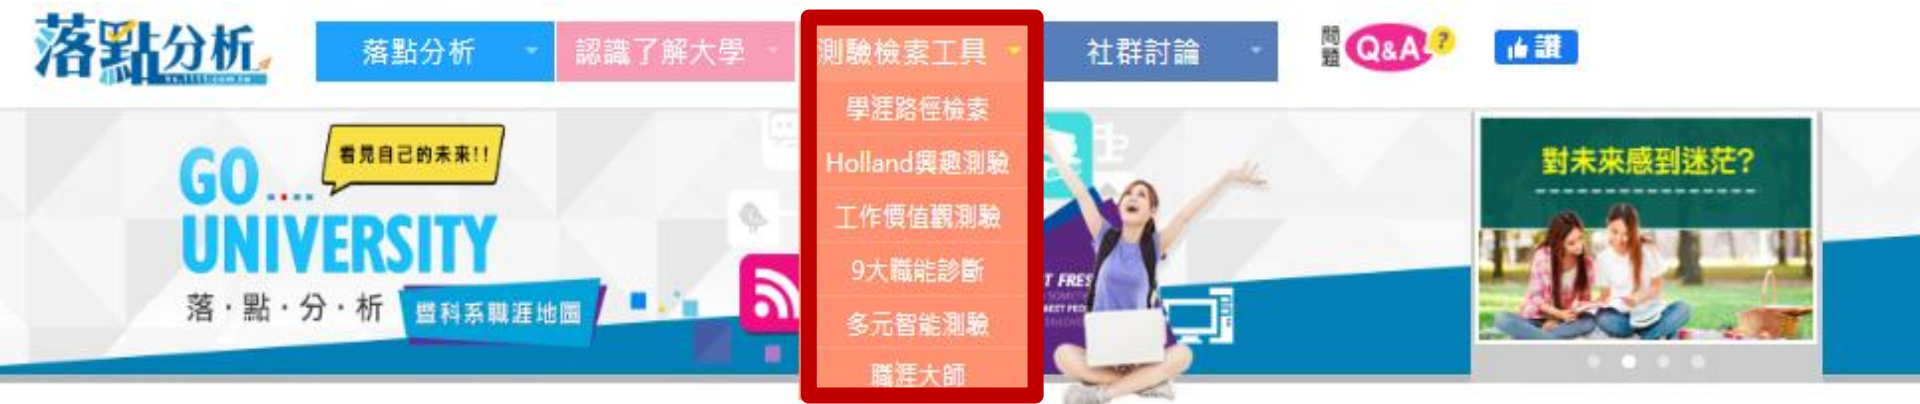 落點分析
hs.1111.com.tw
落點分析
認識了解大學
測驗檢索工具
社群討論
問題
Q&A?
讚
學涯路徑檢索
Holland興趣測驗
工作價值觀測驗
9大職能診斷
多元智能測驗
職涯大師
GO....
UNIVERSITY
看見自己的未來!!
落·點·分·析
暨科系職涯地圖
對未來感到迷茫?